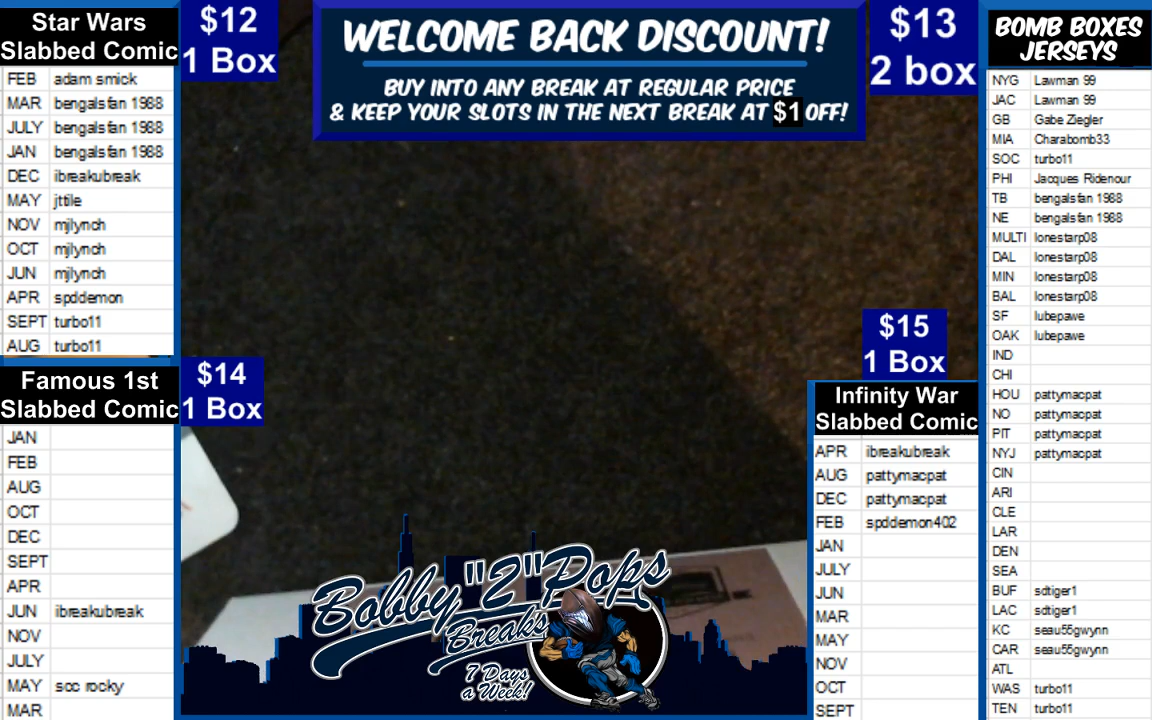 Star Wars
Slabbed Comic
FEB adam smick
MAR bengalsfan 1988
JULY bengalsfan 1988
JAN bengalsfan 1988
DEC ibreakubreak
MAY jttile
NOV mjlynch
OCT mjlynch
JUN mjlynch
APR spddemon
SEPT turbo11
AUG turbo11
$12
1 Box
Famous 1st
Slabbed Comic
JAN
FEB
AUG
OCT
DEC
SEPT
APR
JUN ibreakubreak
NOV
JULY
MAY scc rocky
MAR
$14
1 Box
WELCOME BACK DISCOUNT!
BUY INTO ANY BREAK AT REGULAR PRICE
& KEEP YOUR SLOTS IN THE NEXT BREAK AT $1 OFF!
Bobby "2" Pops
Breaks
7 Days
a Week!
$13
2 box
$15
1 Box
Infinity War
Slabbed Comic
APR ibreakubreak
AUG pattymacpat
DEC pattymacpat
FEB spddemon402
JAN
JULY
JUN
MAR
MAY
NOV
OCT
SEPT
BOMB BOXES
JERSEYS
NYG Lawman 99
JAC Lawman 99
GB Gabe Ziegler
MIA Charabomb33
SOC turbo11
PHI Jacques Ridenour
TB bengalsfan 1988
NE bengalsfan 1988
MULTI lonestarp08
DAL lonestarp08
MIN lonestarp08
BAL lonestarp08
SF lubepawe
OAK lubepawe
IND
CHI
HOU pattymacpat
NO pattymacpat
PIT pattymacpat
NYJ pattymacpat
CIN
ARI
CLE
LAR
DEN
SEA
BUF sdtiger1
LAC sdtiger1
KC seau55gwynn
CAR seau55gwynn
ATL
WAS turbo11
TEN turbo11